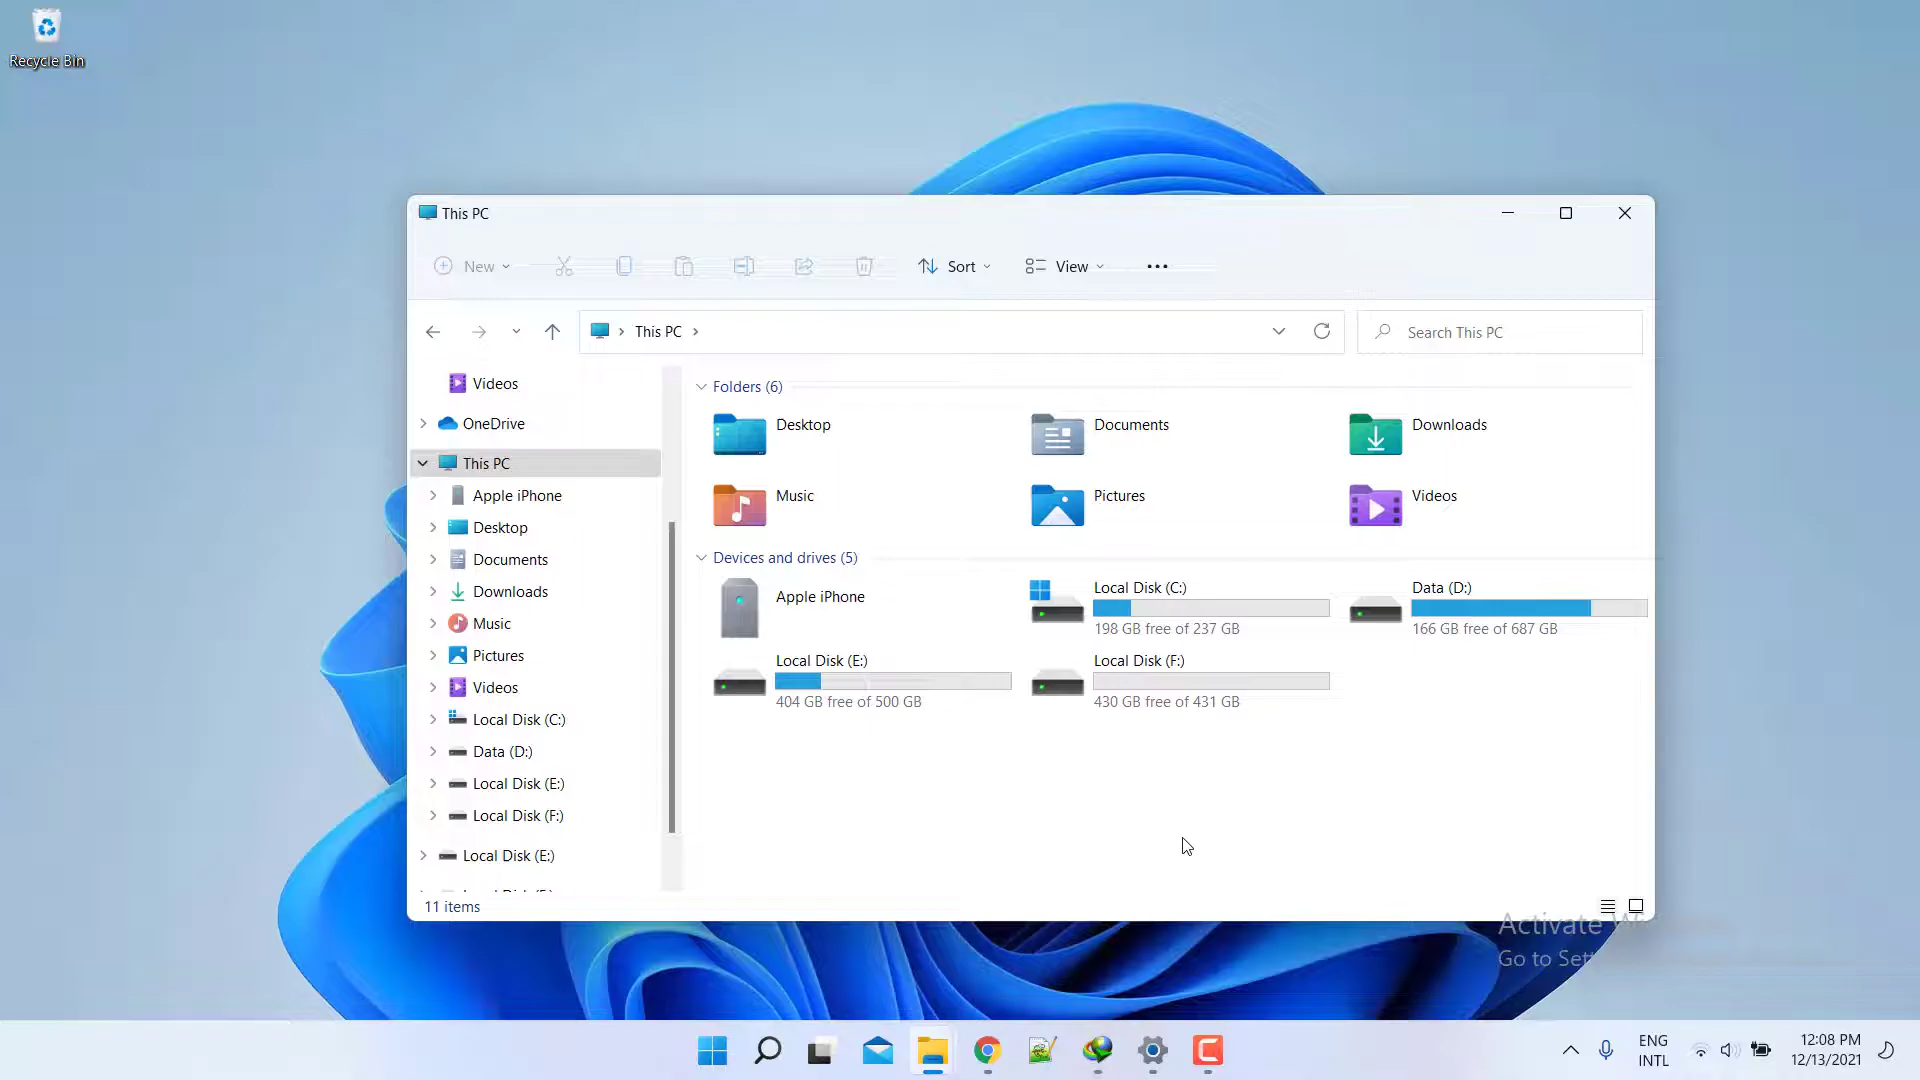 Recycle Bin
This PC
New
Sort
View
This PC
Search This PC
Videos
OneDrive
This PC
Apple iPhone
Desktop
Documents
Downloads
Music
Pictures
Videos
Local Disk (C:)
Data (D:)
Local Disk (E:)
Local Disk (F:)
Local Disk (E:)
Folders (6)
Desktop
Documents
Downloads
Music
Pictures
Videos
Devices and drives (5)
Apple iPhone
Local Disk (C:)
198 GB free of 237 GB
Data (D:)
166 GB free of 687 GB
Local Disk (E:)
404 GB free of 500 GB
Local Disk (F:)
430 GB free of 431 GB
11 items
Activate
Go to
ENG
INTL
12:08 PM
12/13/2021